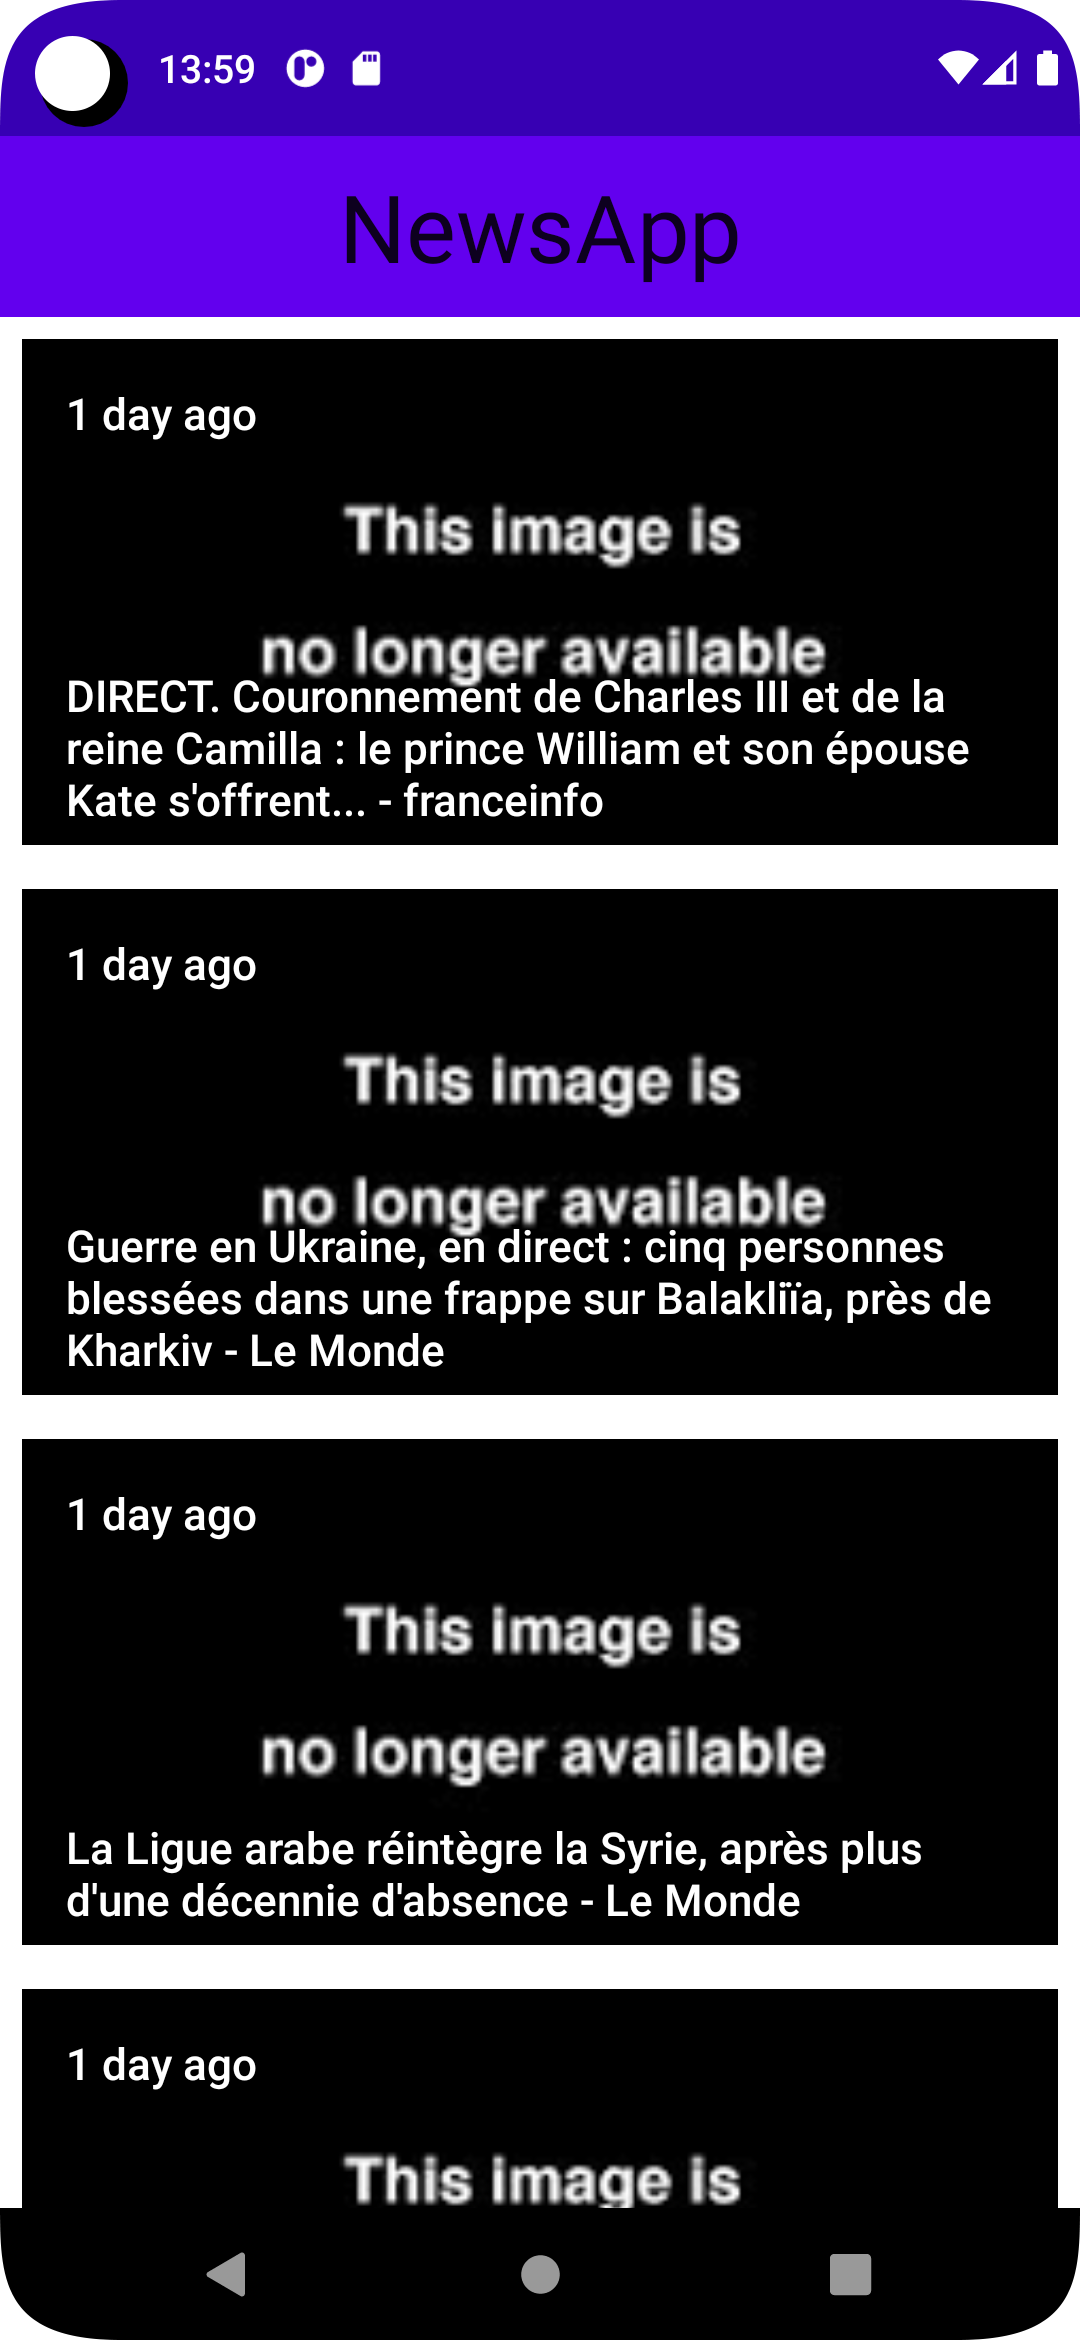 13:59
NewsApp
1 day ago
This image is
no longer available
DIRECT. Couronnement de Charles III et de la
reine Camilla : le prince William et son épouse
Kate s'offrent... - franceinfo
1 day ago
This image is
no longer available
Guerre en Ukraine, en direct : cinq personnes
blessées dans une frappe sur Balakliïa, près de
Kharkiv - Le Monde
1 day ago
This image is
no longer available
La Ligue arabe réintègre la Syrie, après plus
d'une décennie d'absence - Le Monde
1 day ago
This image is